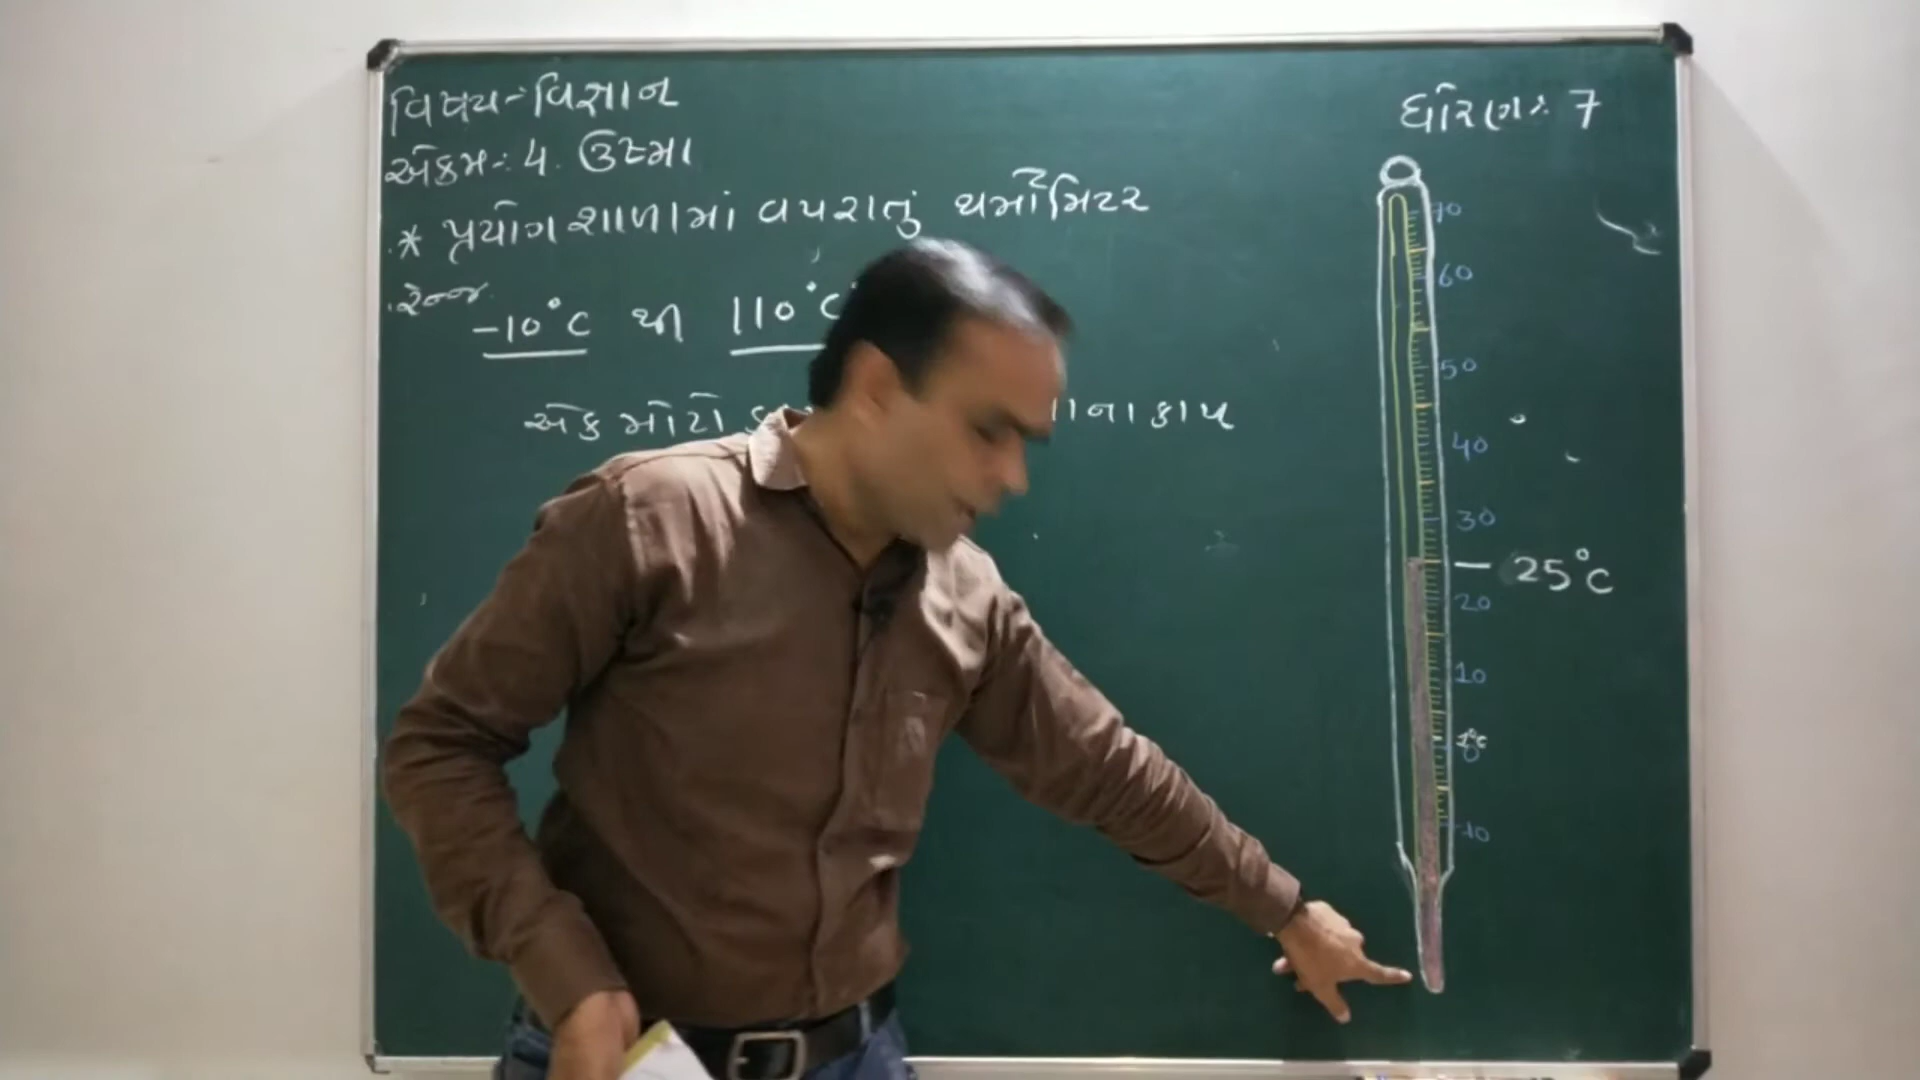 વિષય :- વિજ્ઞાન
ધોરણ :- 7
એકમ :- 4. ઉષ્મા
* પ્રયોગશાળામાં વપરાતું થર્મોમિટર
રેન્જ
-10°C થી 110°C
એક મોટો
ાના કાપ
70
60
50
40
30
25°C
20
10
0
-10